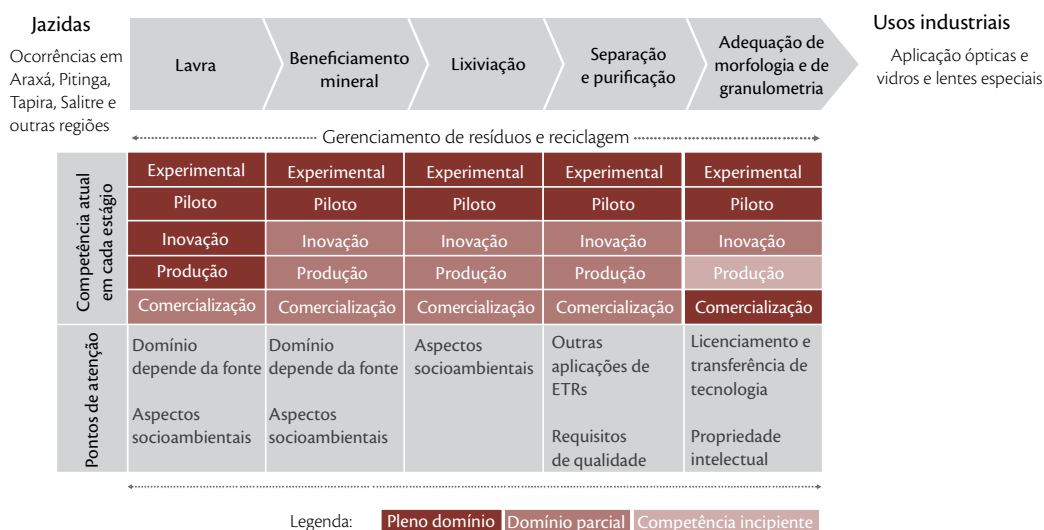 Jazidas
Ocorrências em
Araxá, Pitinga,
Tapira, Salitre e
outras regiões
Lavra
Beneficiamento
mineral
Lixiviação
Separação
e purificação
Adequação de
morfologia e de
granulometria
Usos industriais
Aplicação ópticas e
vidros e lentes especiais
Gerenciamento de resíduos e reciclagem
Competência atual
em cada estágio
Experimental Experimental Experimental Experimental Experimental
Piloto Piloto Piloto Piloto Piloto
Inovação Inovação Inovação Inovação Inovação
Produção Produção Produção Produção Produção
Comercialização Comercialização Comercialização Comercialização Comercialização
Pontos de atenção
Domínio
depende da fonte
Aspectos
socioambientais
Domínio
depende da fonte
Aspectos
socioambientais
Aspectos
socioambientais
Outras
aplicações de
ETRs
Requisitos
de qualidade
Licenciamento e
transferência de
tecnologia
Propriedade
intelectual
Legenda: Pleno domínio Domínio parcial Competência incipiente